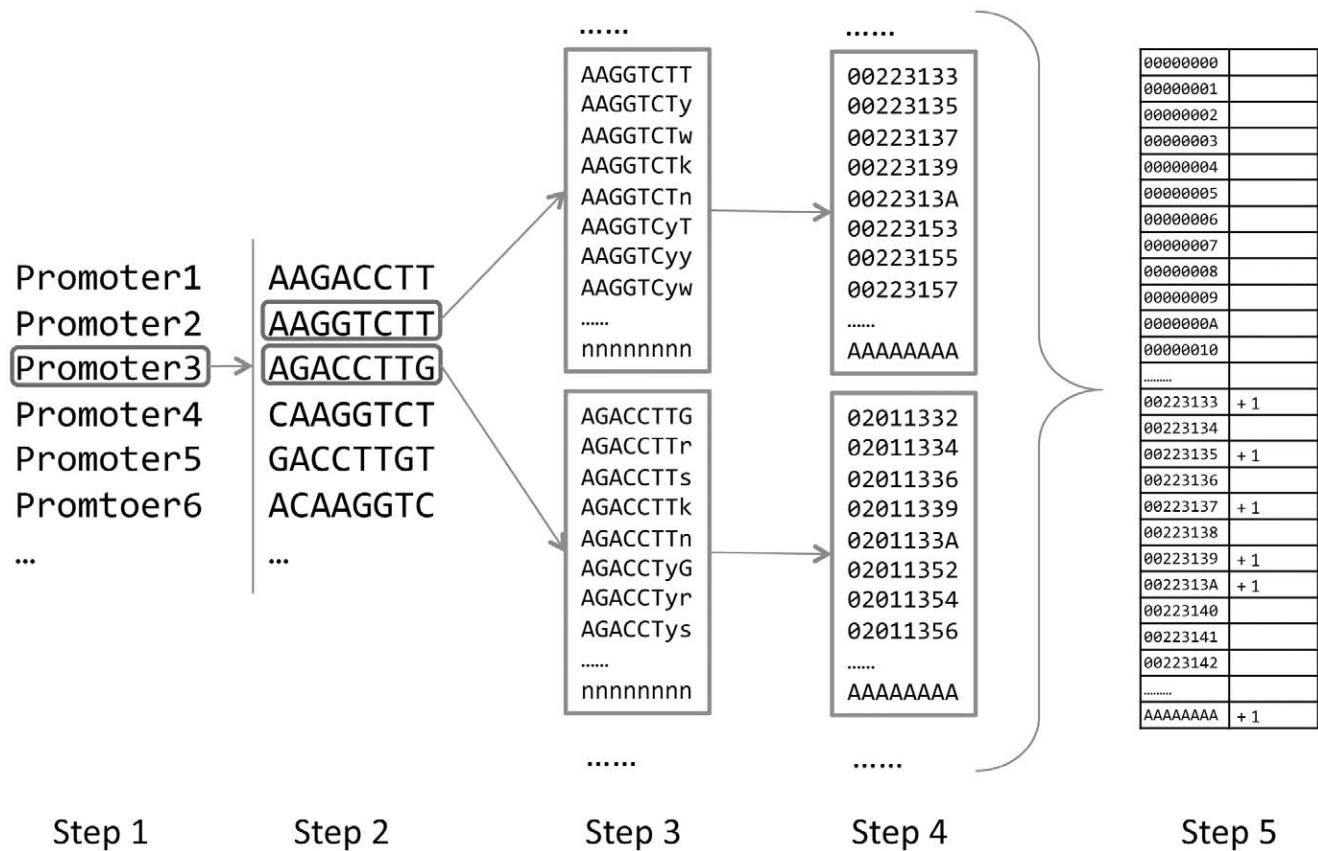 Promoter1
Promoter2
Promoter3
Promoter4
Promoter5
Promtoer6
…
AAGACCTT
AAGGTCTT
AGACCTTG
CAAGGTCT
GACCTTGT
ACAAGGTC
…
……
AAGGTCTT
AAGGTCTy
AAGGTCTw
AAGGTCTk
AAGGTCTn
AAGGTCyT
AAGGTCyy
AAGGTCyw
……
nnnnnnnn
AGACCTTG
AGACCTTr
AGACCTTs
AGACCTTk
AGACCTTn
AGACCTyG
AGACCTyr
AGACCTys
……
nnnnnnnn
……
……
00223133
00223135
00223137
00223139
0022313A
00223153
00223155
00223157
……
AAAAAAAA
02011332
02011334
02011336
02011339
0201133A
02011352
02011354
02011356
……
AAAAAAAA
……
00000000
00000001
00000002
00000003
00000004
00000005
00000006
00000007
00000008
00000009
0000000A
00000010
………
00223133 + 1
00223134
00223135 + 1
00223136
00223137 + 1
00223138
00223139 + 1
0022313A + 1
00223140
00223141
00223142
………
AAAAAAAA + 1
Step 1 Step 2 Step 3 Step 4 Step 5